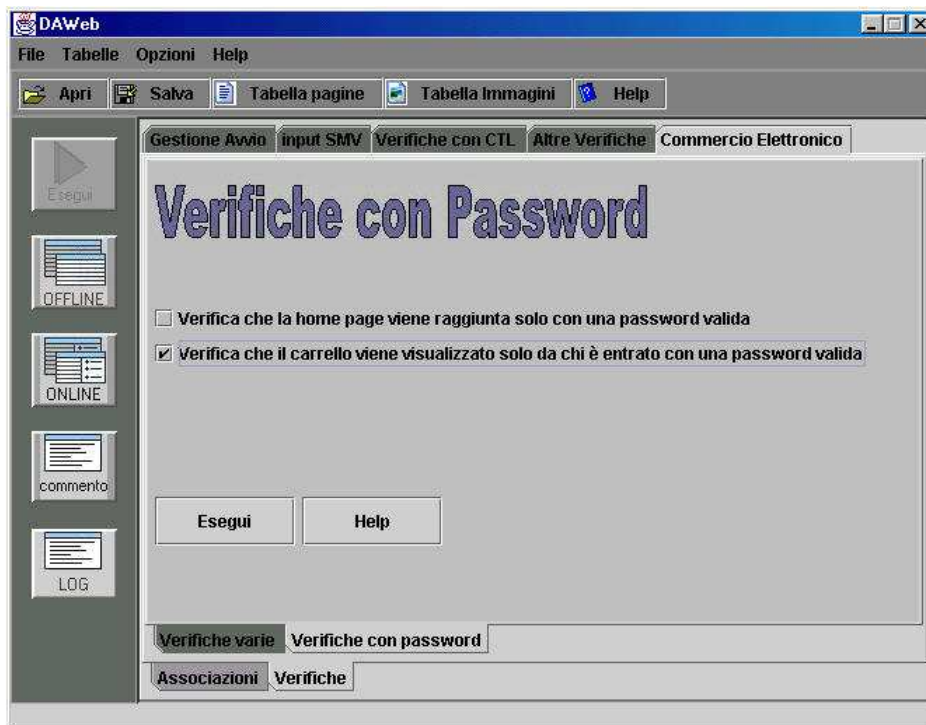 DAWeb
File Tabelle Opzioni Help
Apri Salva Tabella pagine Tabella Immagini Help
Gestione Avvio input SMV Verifiche con CTL Altre Verifiche Commercio Elettronico
Esegui
Verifiche con Password
OFFLINE
Verifica che la home page viene raggiunta solo con una password valida
Verifica che il carrello viene visualizzato solo da chi è entrato con una password valida
ONLINE
commento
Esegui Help
LOG
Verifiche varie Verifiche con password
Associazioni Verifiche